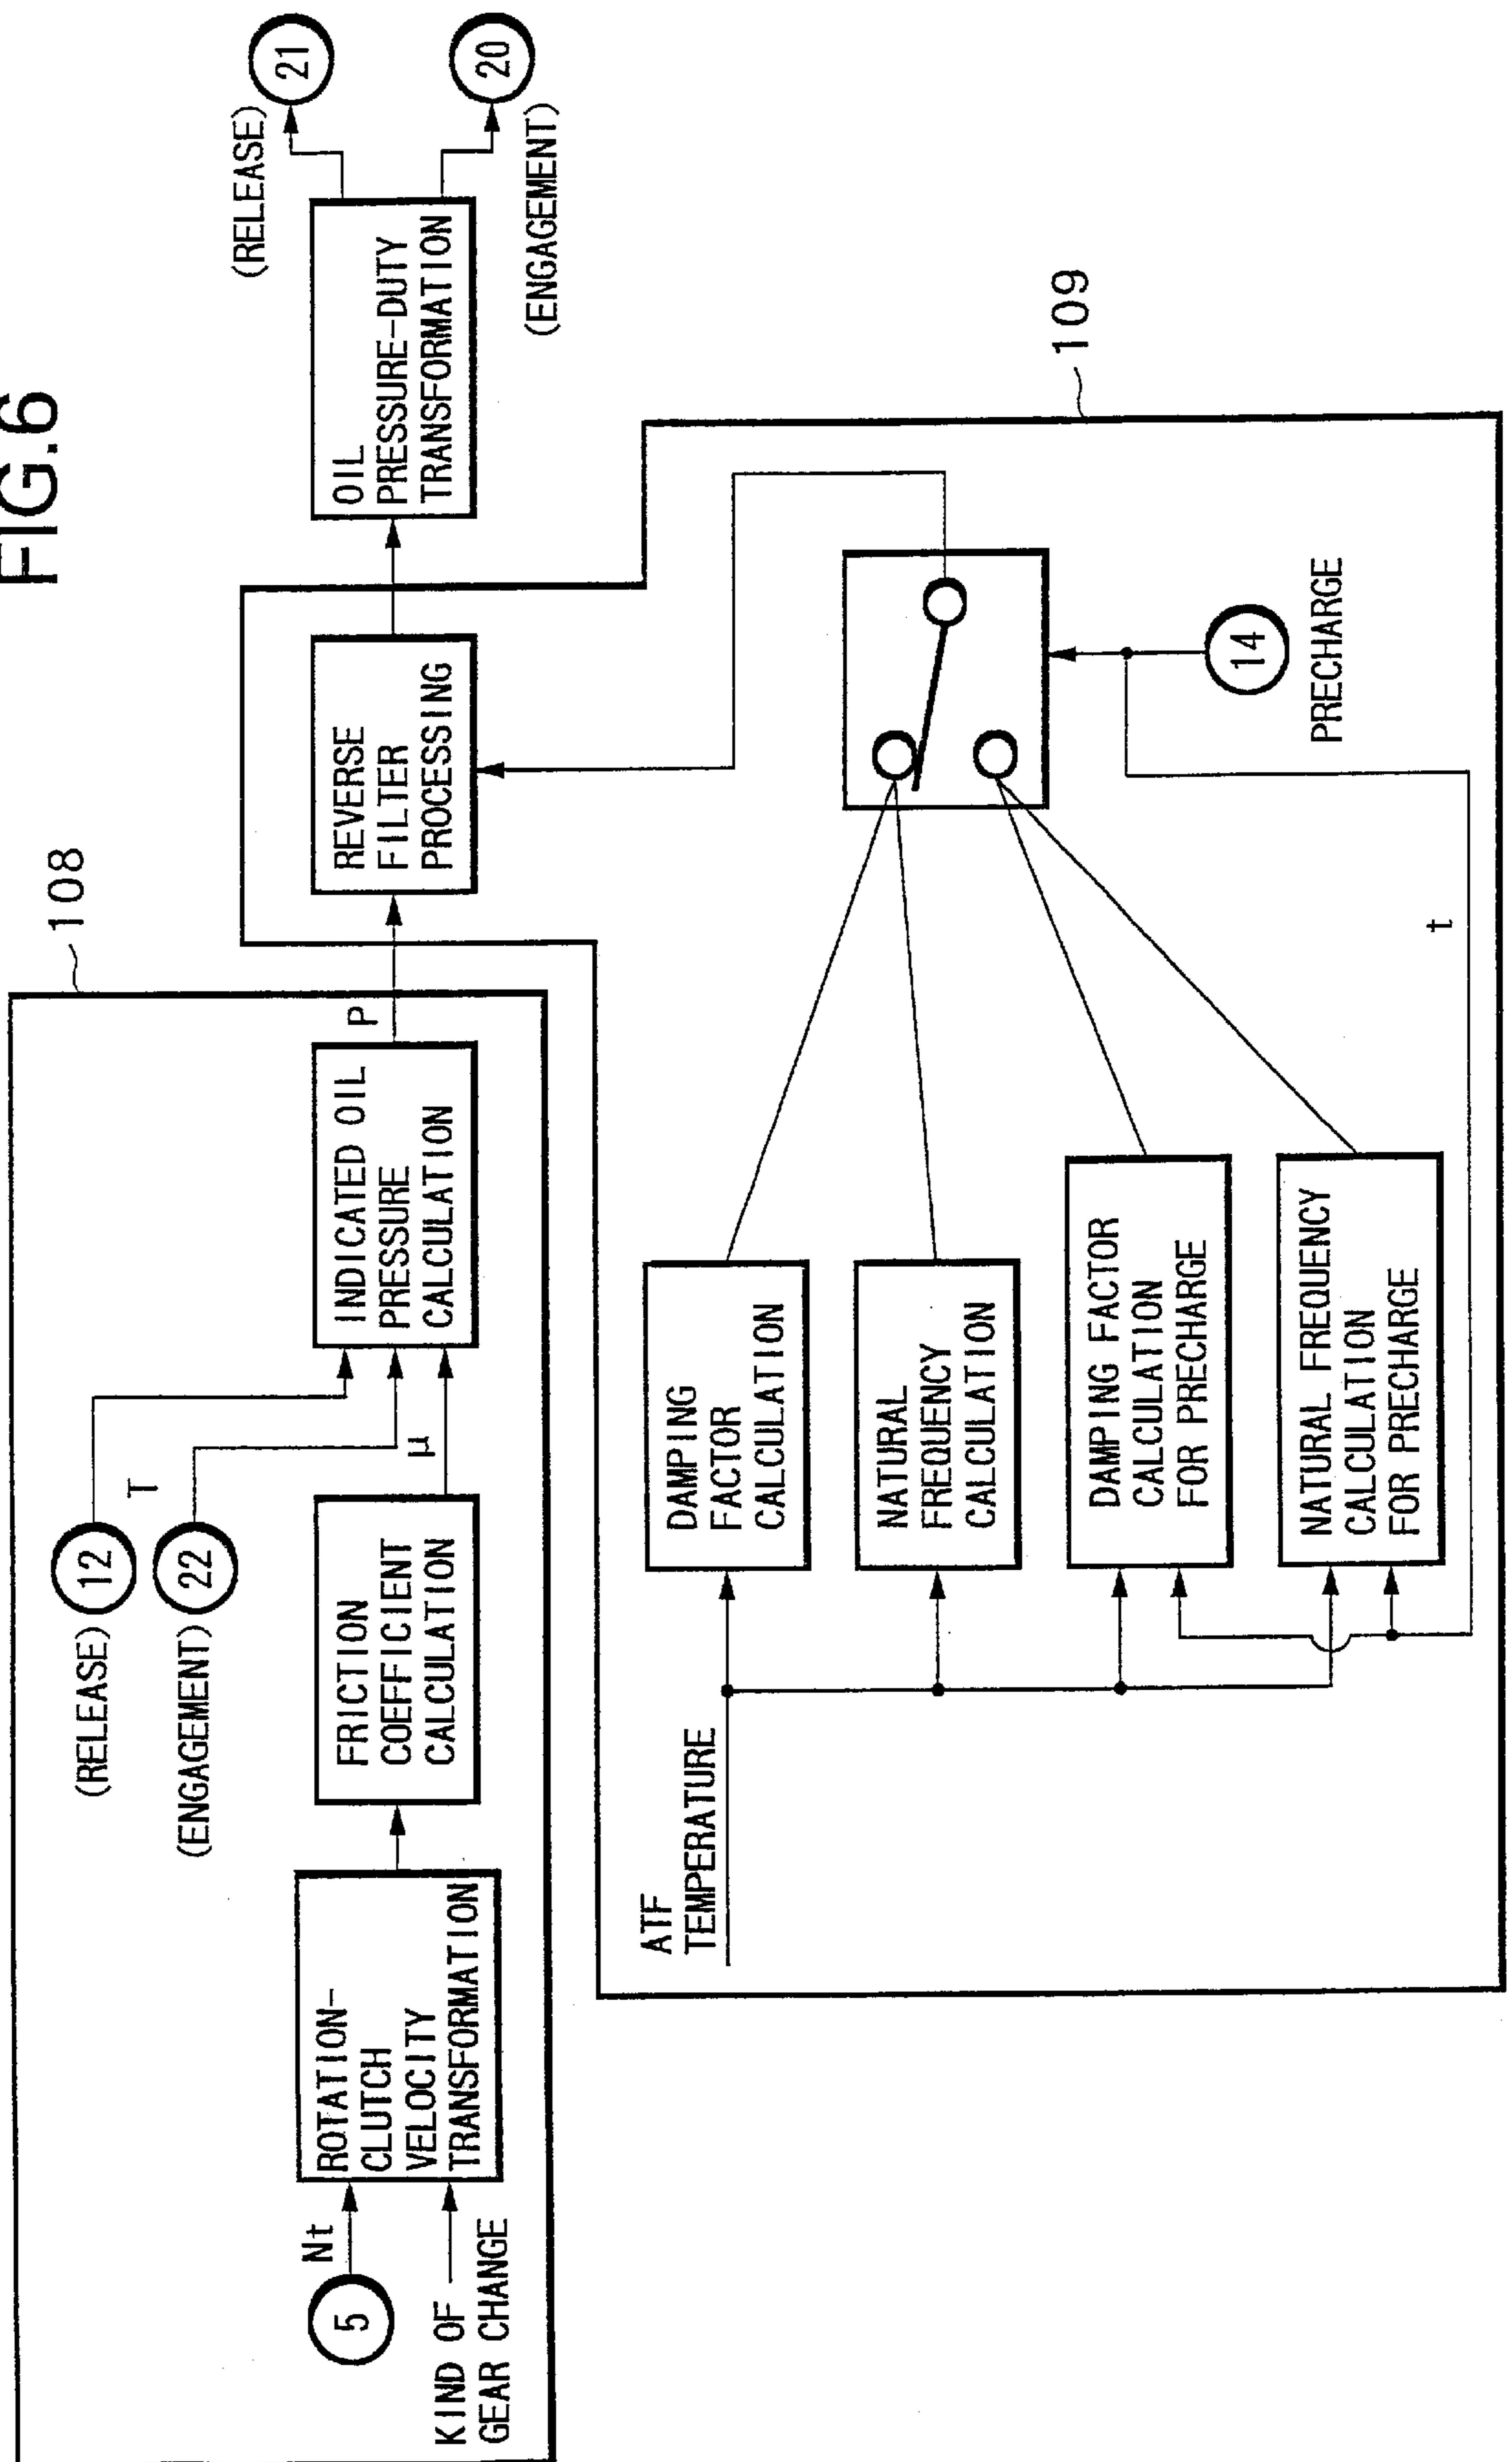 FIG.6
108
(RELEASE)
12
T
(ENGAGEMENT)
22
5
Nt
KIND OF
GEAR CHANGE
ROTATION-
CLUTCH
VELOCITY
TRANSFORMATION
FRICTION
COEFFICIENT
CALCULATION
μ
INDICATED OIL
PRESSURE
CALCULATION
P
REVERSE
FILTER
PROCESSING
OIL
PRESSURE-DUTY
TRANSFORMATION
(RELEASE)
21
20
(ENGAGEMENT)
109
ATF
TEMPERATURE
DAMPING
FACTOR
CALCULATION
NATURAL
FREQUENCY
CALCULATION
DAMPING FACTOR
CALCULATION
FOR PRECHARGE
NATURAL FREQUENCY
CALCULATION
FOR PRECHARGE
14
PRECHARGE
t